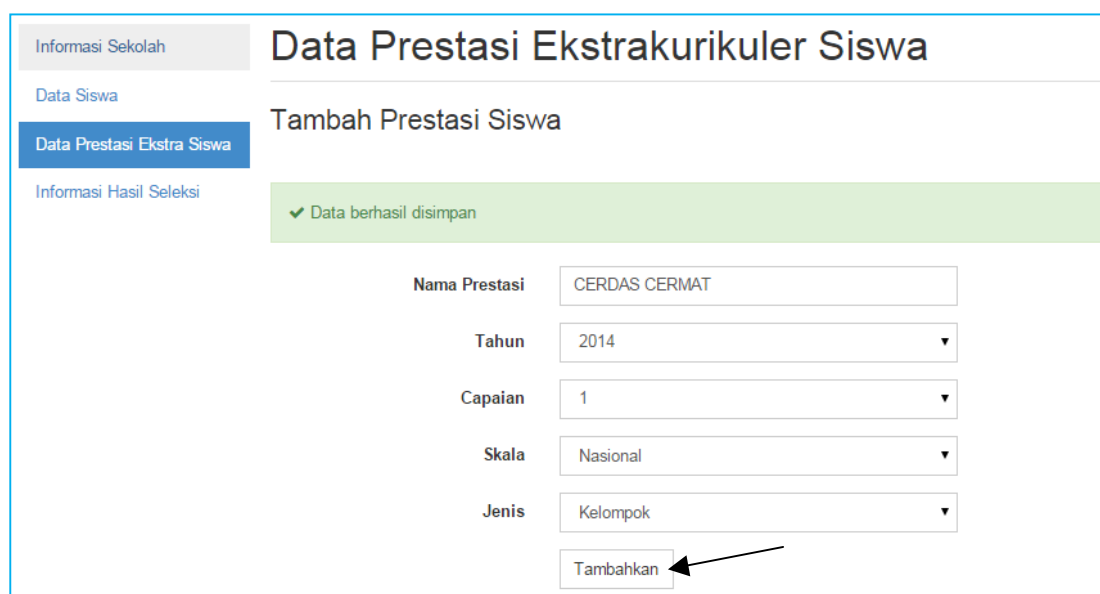 Informasi Sekolah
Data Siswa
Data Prestasi Ekstra Siswa
Informasi Hasil Seleksi
Data Prestasi Ekstrakurikuler Siswa
Tambah Prestasi Siswa
Data berhasil disimpan
Nama Prestasi CERDAS CERMAT
Tahun 2014
Capaian 1
Skala Nasional
Jenis Kelompok
Tambahkan